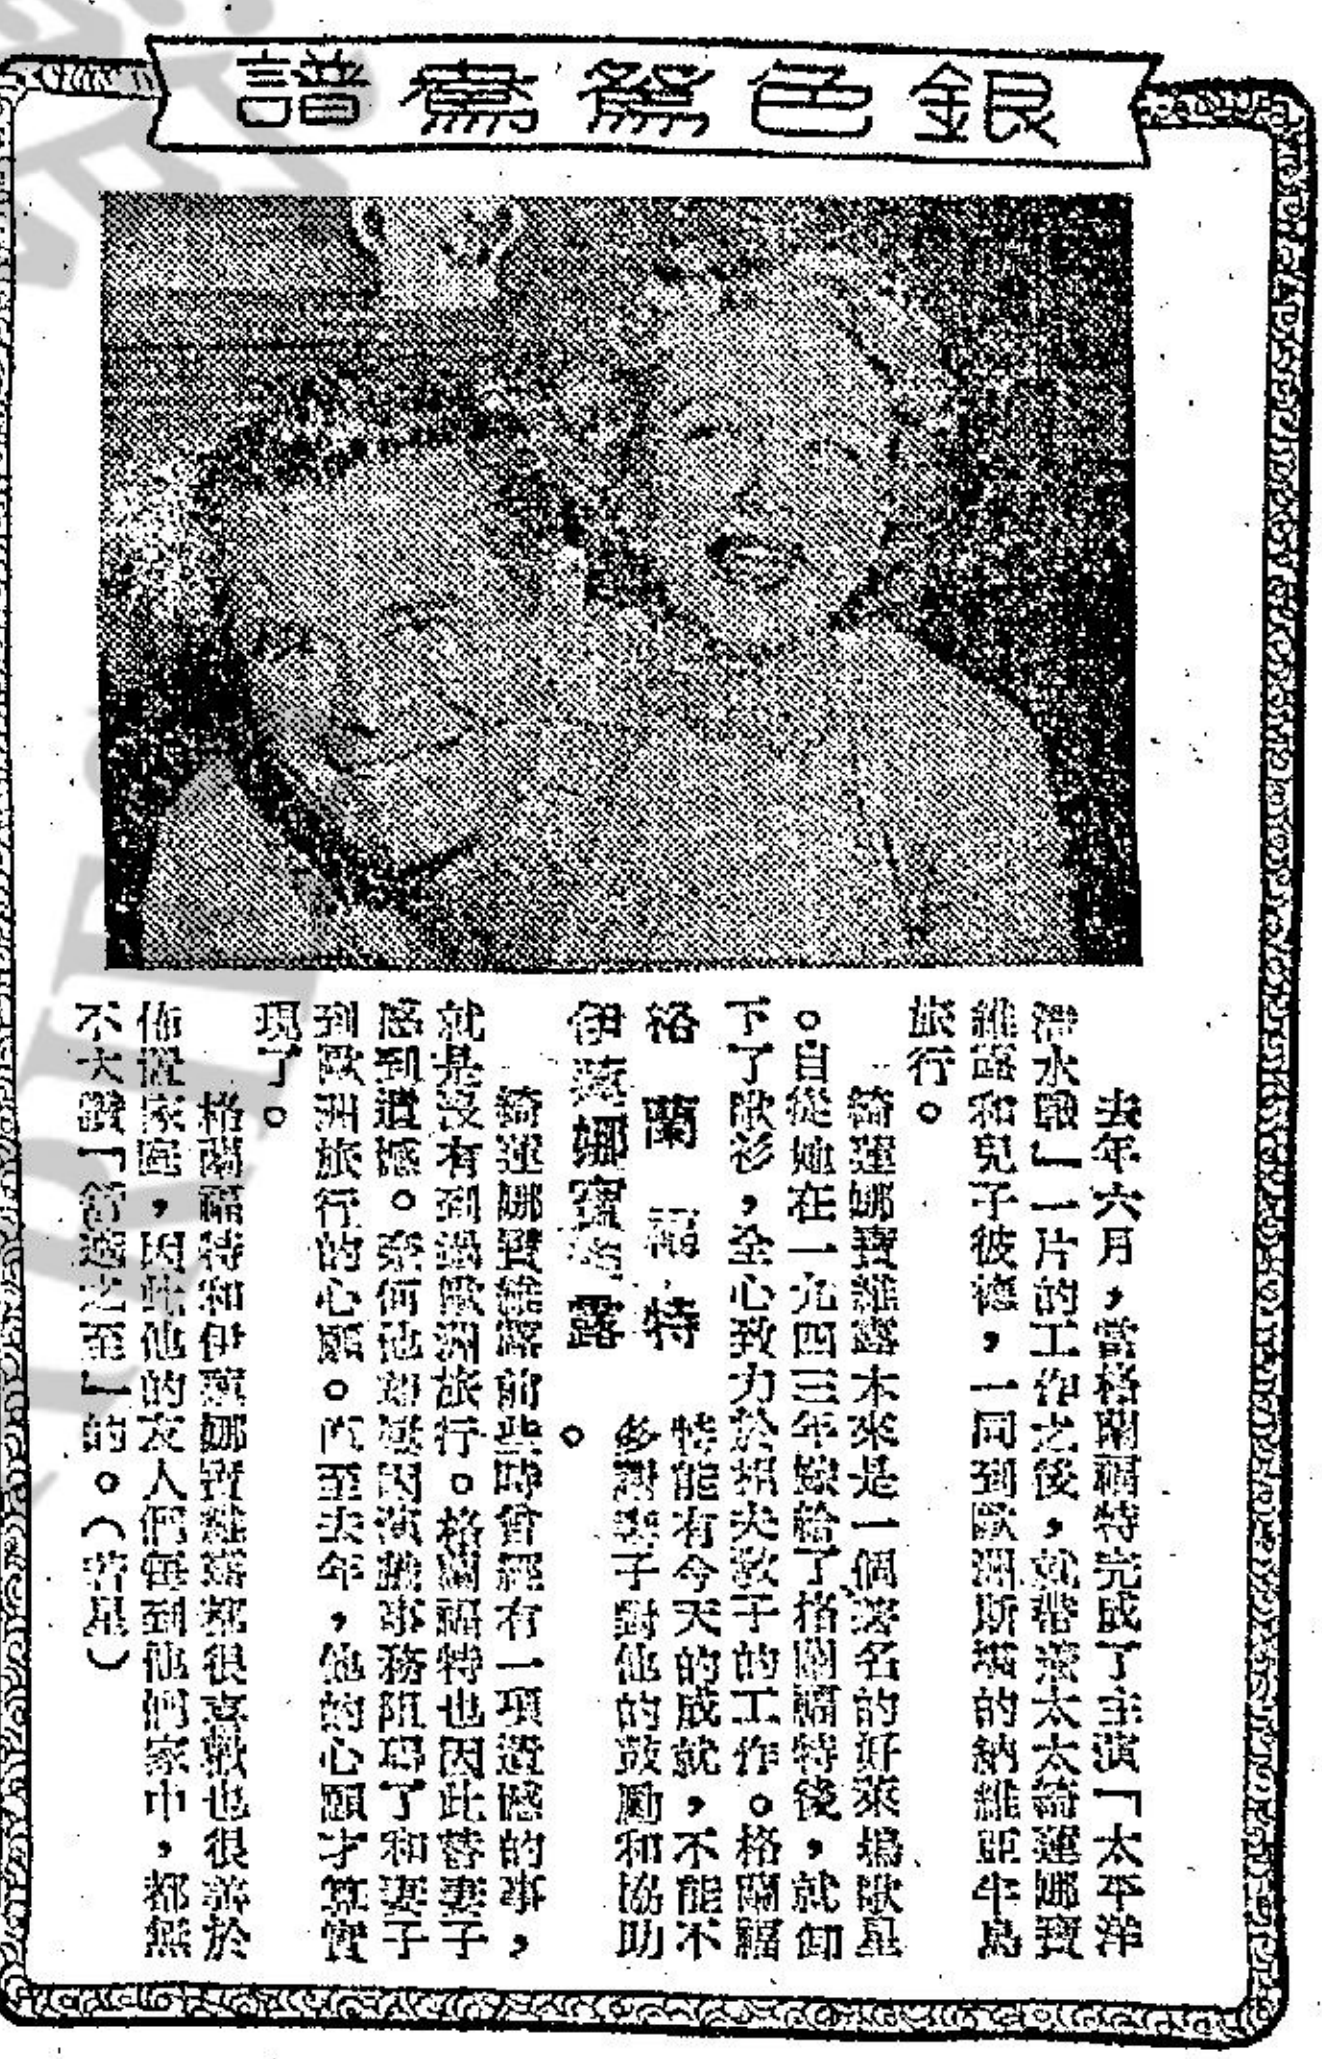 銀色鴛鴦譜
去年六月，當格蘭福特完成了主演「太平洋
潛水戰」一片的工作之後，就帶着太太綺蓮娜寶
維露和兒子彼德，一同到歐洲斯堪的納維亞半島
旅行。
綺蓮娜寶維露本來是一個著名的好萊塢歌星
。自從她在一九四三年嫁給了格蘭福特後，就卸
下了歌衫，全心致力於相夫教子的工作。格蘭福
特能有今天的成就，不能不
多謝妻子對他的鼓勵和協助
。
格蘭福特
伊蓮娜寶維露
綺蓮娜寶維露前些時曾經有一項遺憾的事，
就是沒有到過歐洲旅行。格蘭福特也因此替妻子
感到遺憾。奈何他却遲因演戲事務阻碍了和妻子
到歐洲旅行的心願。直至去年，他的心願才算實
現了。
格蘭福特和伊蓮娜寶維露都很喜歡也很善於
佈置家庭，因此他的友人們每到他們家中，都無
不大讚「舒適之至」的。（若星）